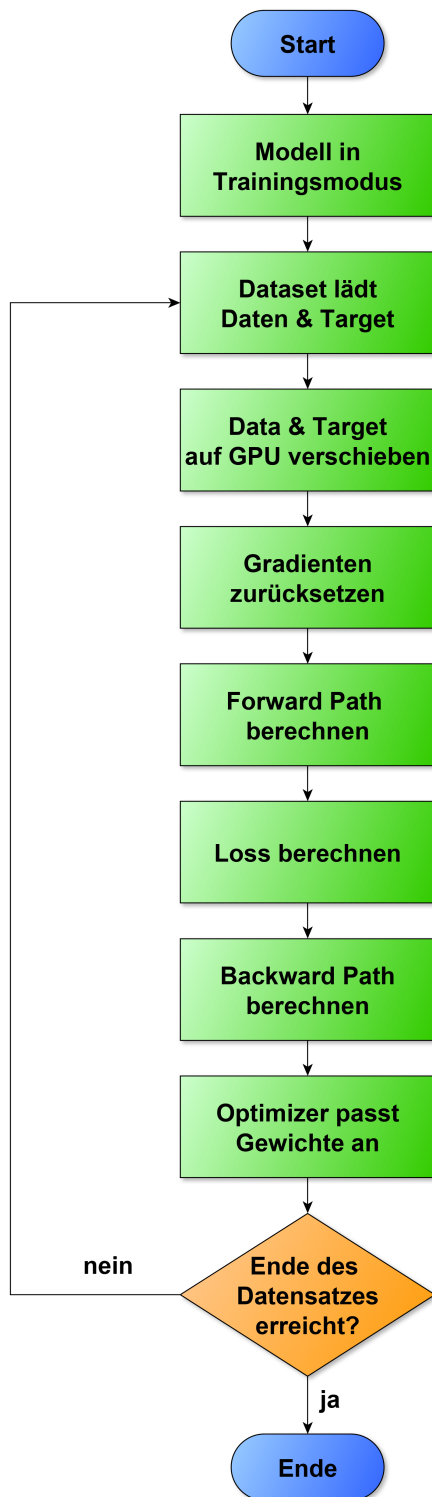 Start
Modell in
Trainingsmodus
Dataset lädt
Daten & Target
Data & Target
auf GPU verschieben
Gradienten
zurücksetzen
Forward Path
berechnen
Loss berechnen
Backward Path
berechnen
Optimizer passt
Gewichte an
nein
Ende des
Datensatzes
erreicht?
ja
Ende